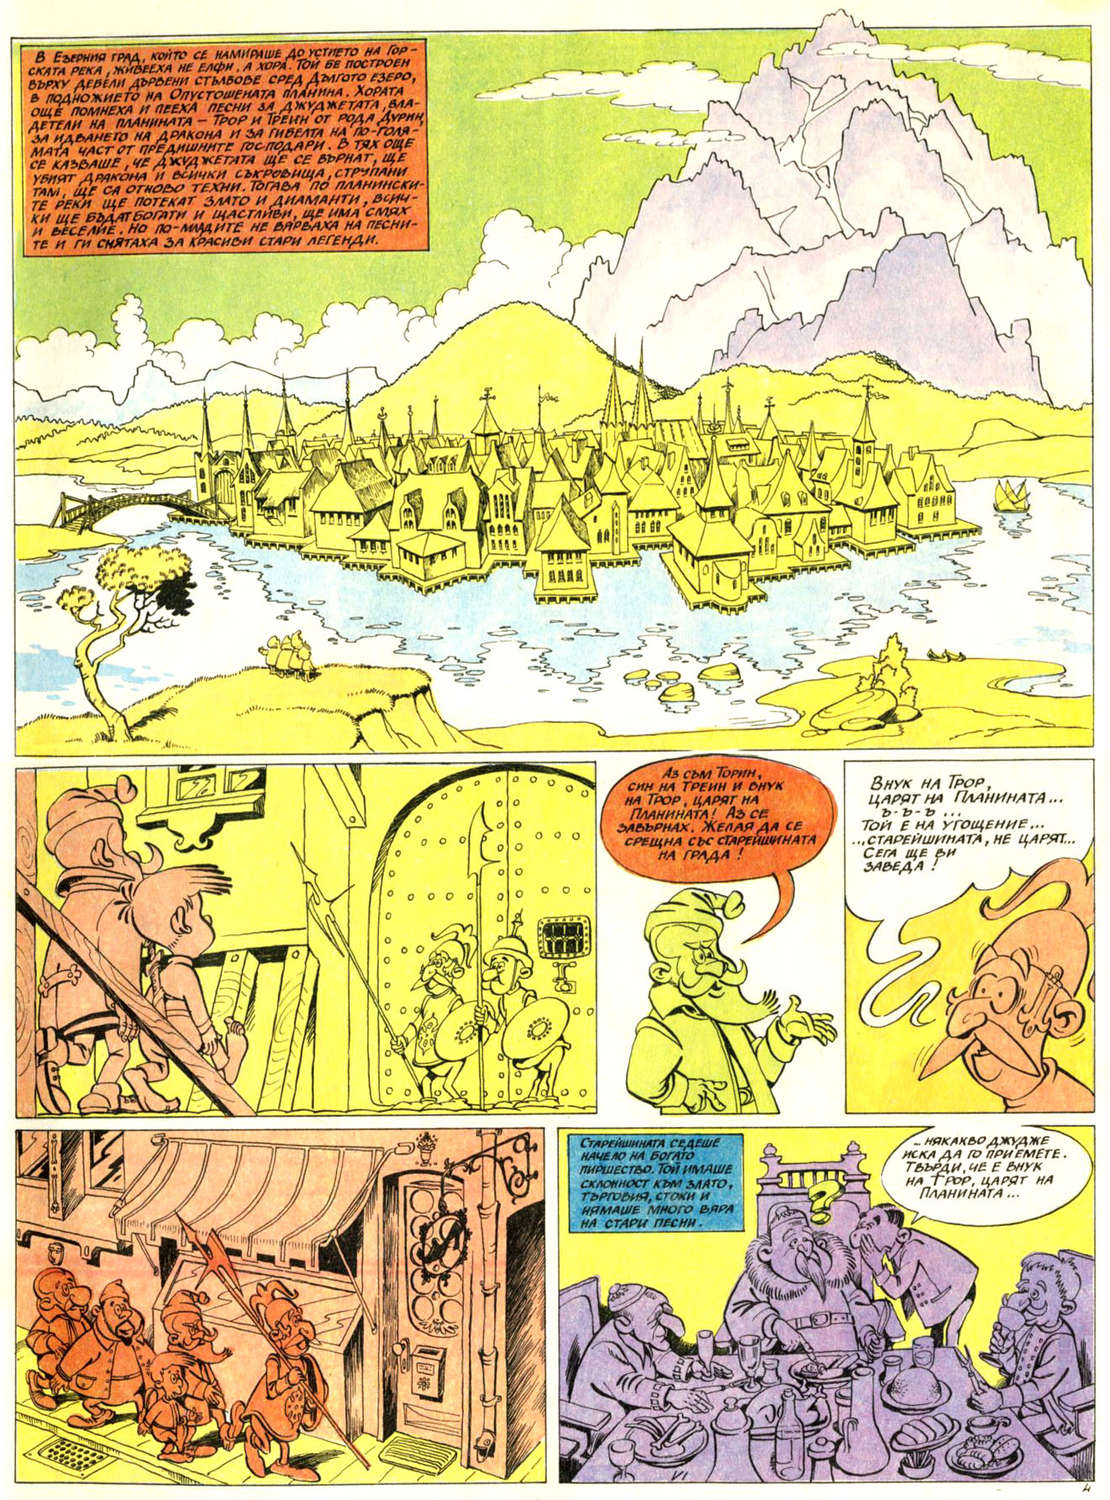 В Езерния град, който се намираше до устието на Гор-
ската река, живееха не елфи, а хора. Той бе построен
върху дебели дървени стълбове сред Дългото езеро,
в подножието на Опустошената планина. Хората
още помнеха и пееха песни за джуджетата, вла-
детели на планината – Трор и Треин от рода Дурин,
за идването на дракона и за гибелта на по-голя-
мата част от предишните господари. В тях още
се казваше, че джуджетата ще се върнат, ще
убият дракона и всички съкровища, струпани
там, ще са отново техни. Тогава по планински-
те реки ще потекат злато и диаманти, всич-
ки ще бъдат богати и щастливи, ще има смях
и веселие. Но по-младите не вярваха на песни-
те и ги смятаха за красиви стари легенди.
Аз съм Торин,
син на Треин и внук
на Трор, царят на
Планината! Аз се
завърнах. Желая да се
срещна със старейшината
на града!
Внук на Трор,
царят на Планината...
Ъ-ъ-ъ...
Той е на угощение...
...старейшината, не царят...
Сега ще ви
заведа!
Старейшината седеше
начело на богато
пиршество. Той имаше
склонност към злато,
търговия, стоки и
нямаше много вяра
на стари песни.
... някакво джудже
иска да го приемете.
Твърди, че е внук
на Трор, царят на
Планината...
?
VI
4